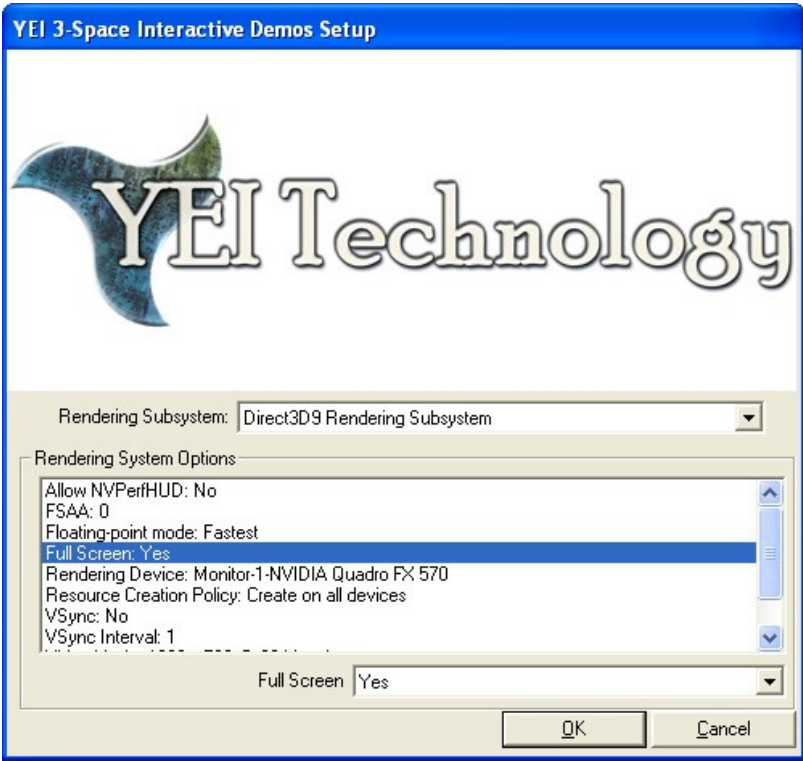 YEI 3-Space Interactive Demos Setup
YEI Technology
Rendering Subsystem: Direct3D9 Rendering Subsystem
Rendering System Options
Allow NVPerfHUD: No
FSAA: 0
Floating-point mode: Fastest
Full Screen: Yes
Rendering Device: Monitor-1-NVIDIA Quadro FX 570
Resource Creation Policy: Create on all devices
VSync: No
VSync Interval: 1
Full Screen Yes
OK Cancel